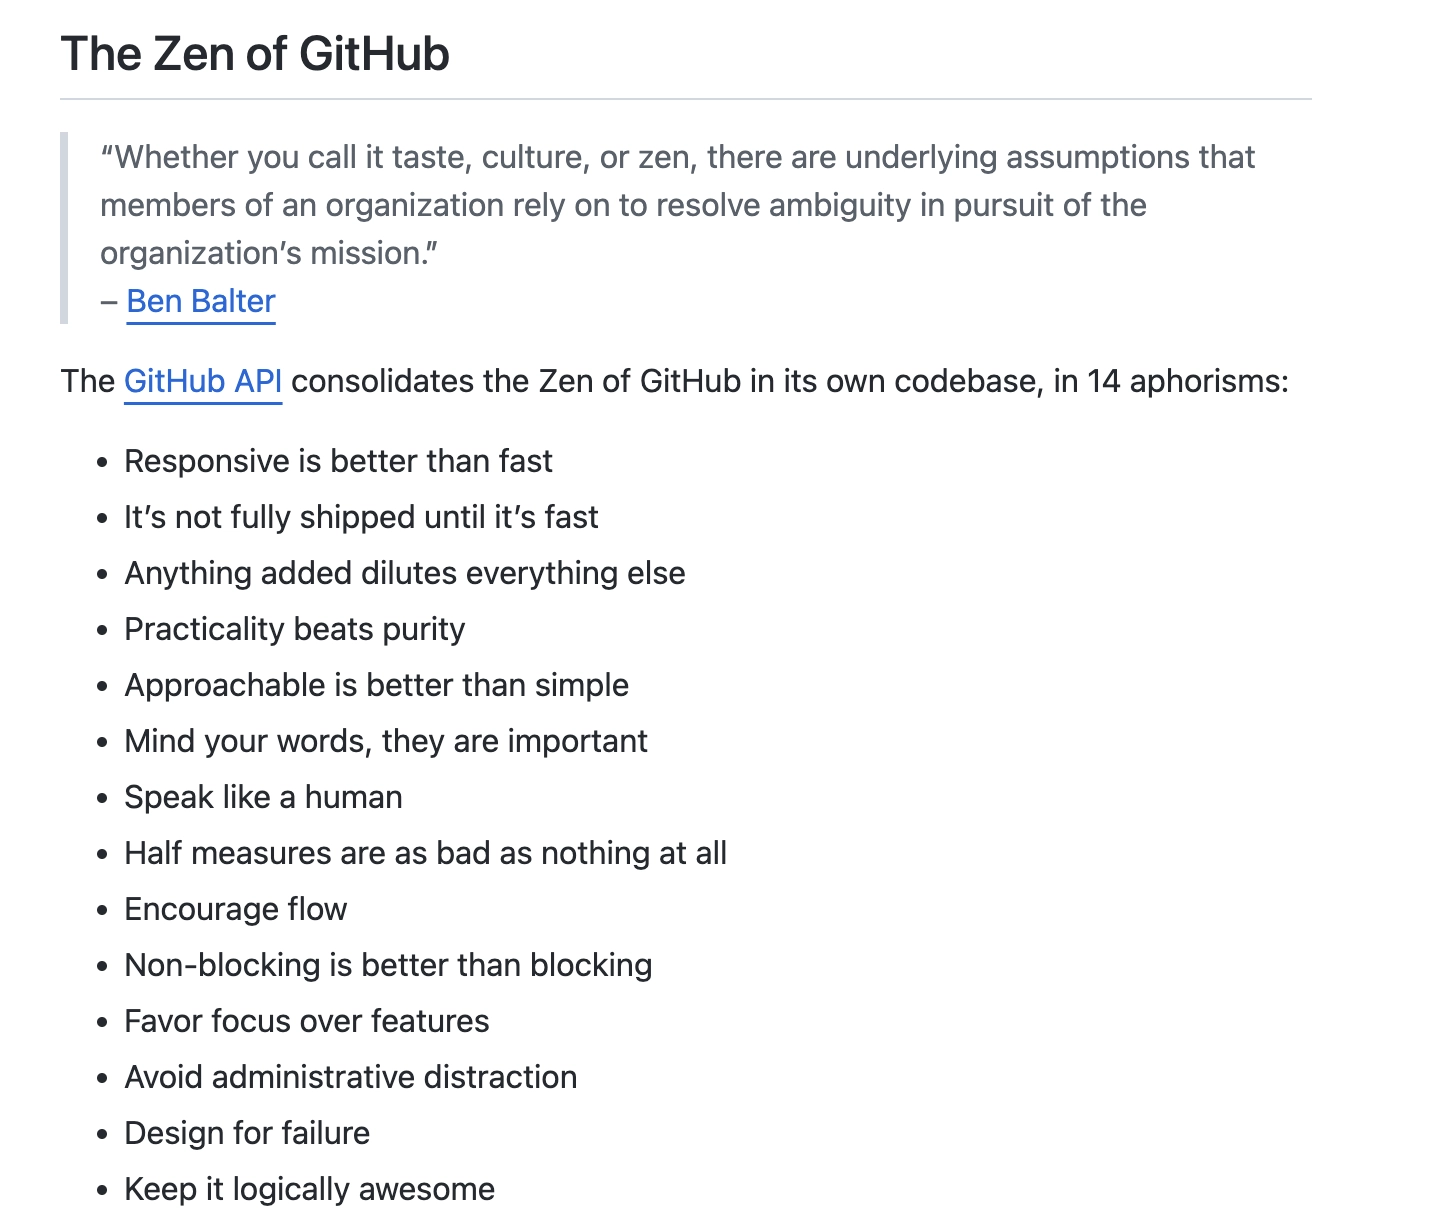 The Zen of GitHub
“Whether you call it taste, culture, or zen, there are underlying assumptions that
members of an organization rely on to resolve ambiguity in pursuit of the
organization’s mission.”
– Ben Balter
The GitHub API consolidates the Zen of GitHub in its own codebase, in 14 aphorisms:
• Responsive is better than fast
• It’s not fully shipped until it’s fast
• Anything added dilutes everything else
• Practicality beats purity
• Approachable is better than simple
• Mind your words, they are important
• Speak like a human
• Half measures are as bad as nothing at all
• Encourage flow
• Non-blocking is better than blocking
• Favor focus over features
• Avoid administrative distraction
• Design for failure
• Keep it logically awesome